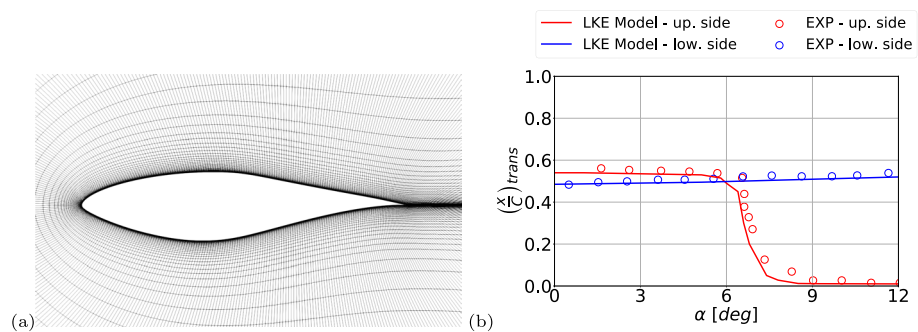 LKE Model - up. side
EXP - up. side
LKE Model - low. side
EXP - low. side
1.0
0.8
0.6
0.4
0.2
0.0
(x/c)trans
0
3
6
9
12
α [deg]
(a)
(b)